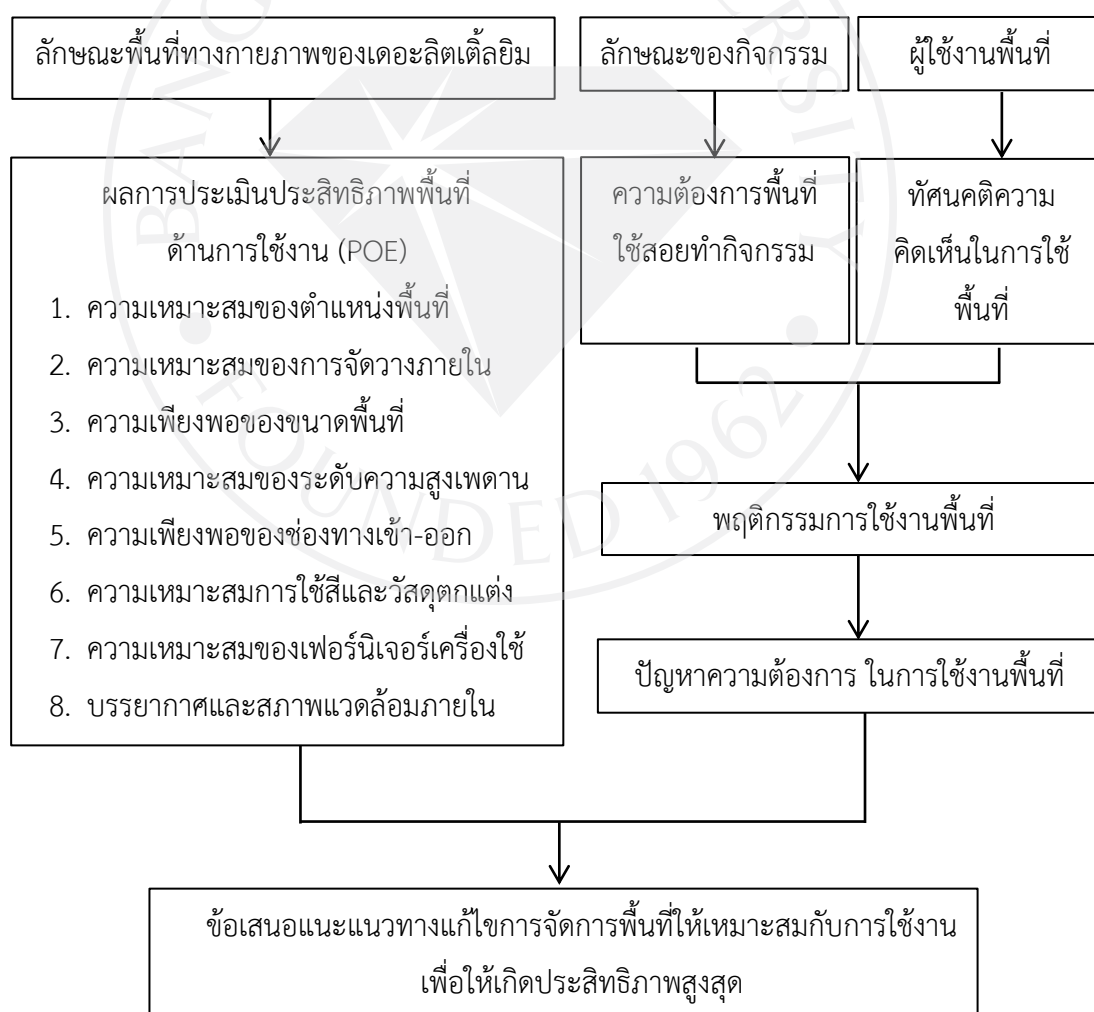 ลักษณะพื้นที่ทางกายภาพของเดอะลิตเติ้ลยิม
ลักษณะของกิจกรรม
ผู้ใช้งานพื้นที่
ผลการประเมินประสิทธิภาพพื้นที่
ด้านการใช้งาน (POE)
1. ความเหมาะสมของตำแหน่งพื้นที่
2. ความเหมาะสมของการจัดวางภายใน
3. ความเพียงพอของขนาดพื้นที่
4. ความเหมาะสมของระดับความสูงเพดาน
5. ความเพียงพอของช่องทางเข้า-ออก
6. ความเหมาะสมการใช้สีและวัสดุตกแต่ง
7. ความเหมาะสมของเฟอร์นิเจอร์เครื่องใช้
8. บรรยากาศและสภาพแวดล้อมภายใน
ความต้องการพื้นที่
ใช้สอยทำกิจกรรม
ทัศนคติความ
คิดเห็นในการใช้
พื้นที่
พฤติกรรมการใช้งานพื้นที่
ปัญหาความต้องการ ในการใช้งานพื้นที่
ข้อเสนอแนะแนวทางแก้ไขการจัดการพื้นที่ให้เหมาะสมกับการใช้งาน
เพื่อให้เกิดประสิทธิภาพสูงสุด
FOUNDED 1962